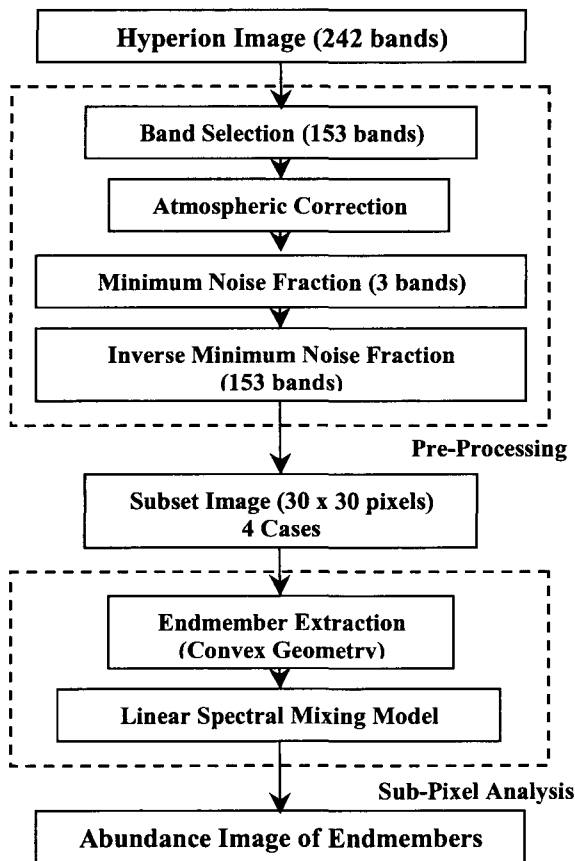 Hyperion Image (242 bands)
Band Selection (153 bands)
Atmospheric Correction
Minimum Noise Fraction (3 bands)
Inverse Minimum Noise Fraction
(153 bands)
Pre-Processing
Subset Image (30 x 30 pixels)
4 Cases
Endmember Extraction
(Convex Geometry)
Linear Spectral Mixing Model
Sub-Pixel Analysis
Abundance Image of Endmembers